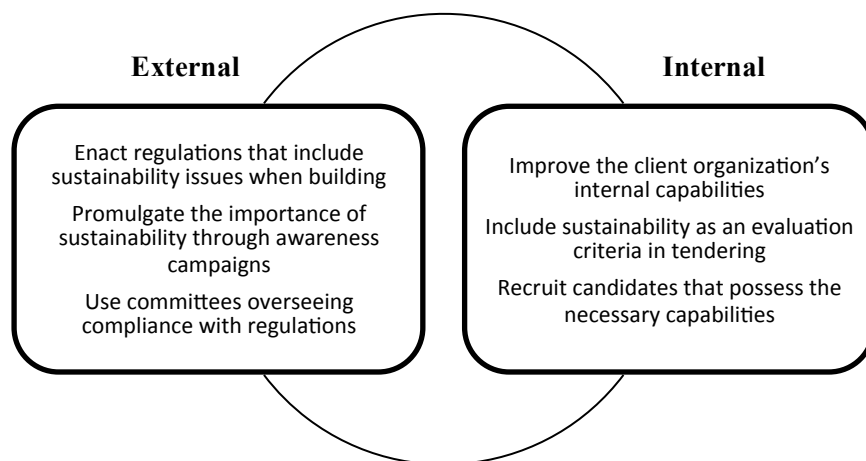 External
Enact regulations that include
sustainability issues when building
Promulgate the importance of
sustainability through awareness
campaigns
Use committees overseeing
compliance with regulations
Internal
Improve the client organization's
internal capabilities
Include sustainability as an evaluation
criteria in tendering
Recruit candidates that possess the
necessary capabilities